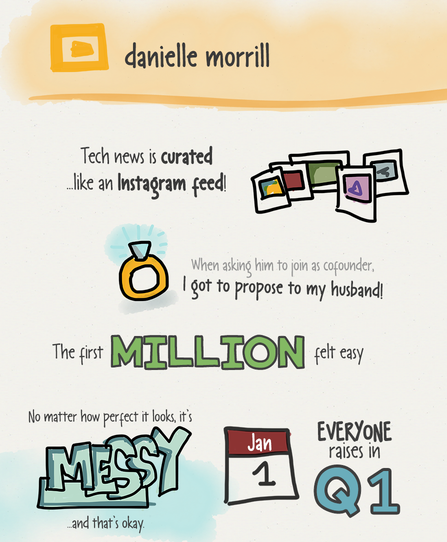 danielle morrill
Tech news is curated
...like an Instagram feed!
When asking him to join as cofounder,
I got to propose to my husband!
The first MILLION felt easy
No matter how perfect it looks, it's
MESSY
...and that's okay.
Jan
1
EVERYONE
raises in
Q1